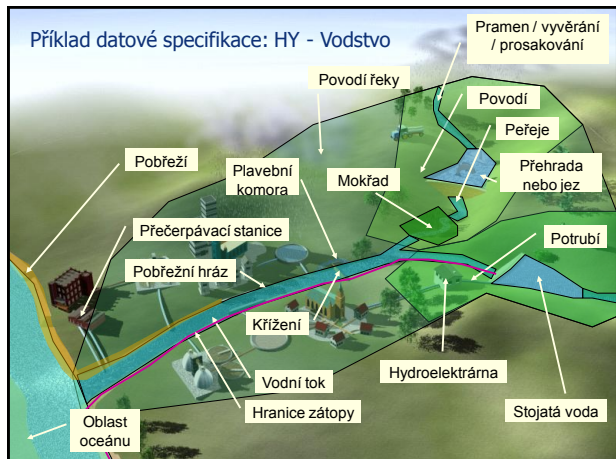 Příklad datové specifikace: HY - Vodstvo
Pramen / vyvěrání
/ prosakování
Povodí řeky
Povodí
Peřeje
Pobřeží
Plavební
komora
Mokřad
Přehrada
nebo jez
Přečerpávací stanice
Potrubí
Pobřežní hráz
Křížení
Vodní tok
Hydroelektrárna
Hranice zátopy
Stojatá voda
Oblast
oceánu